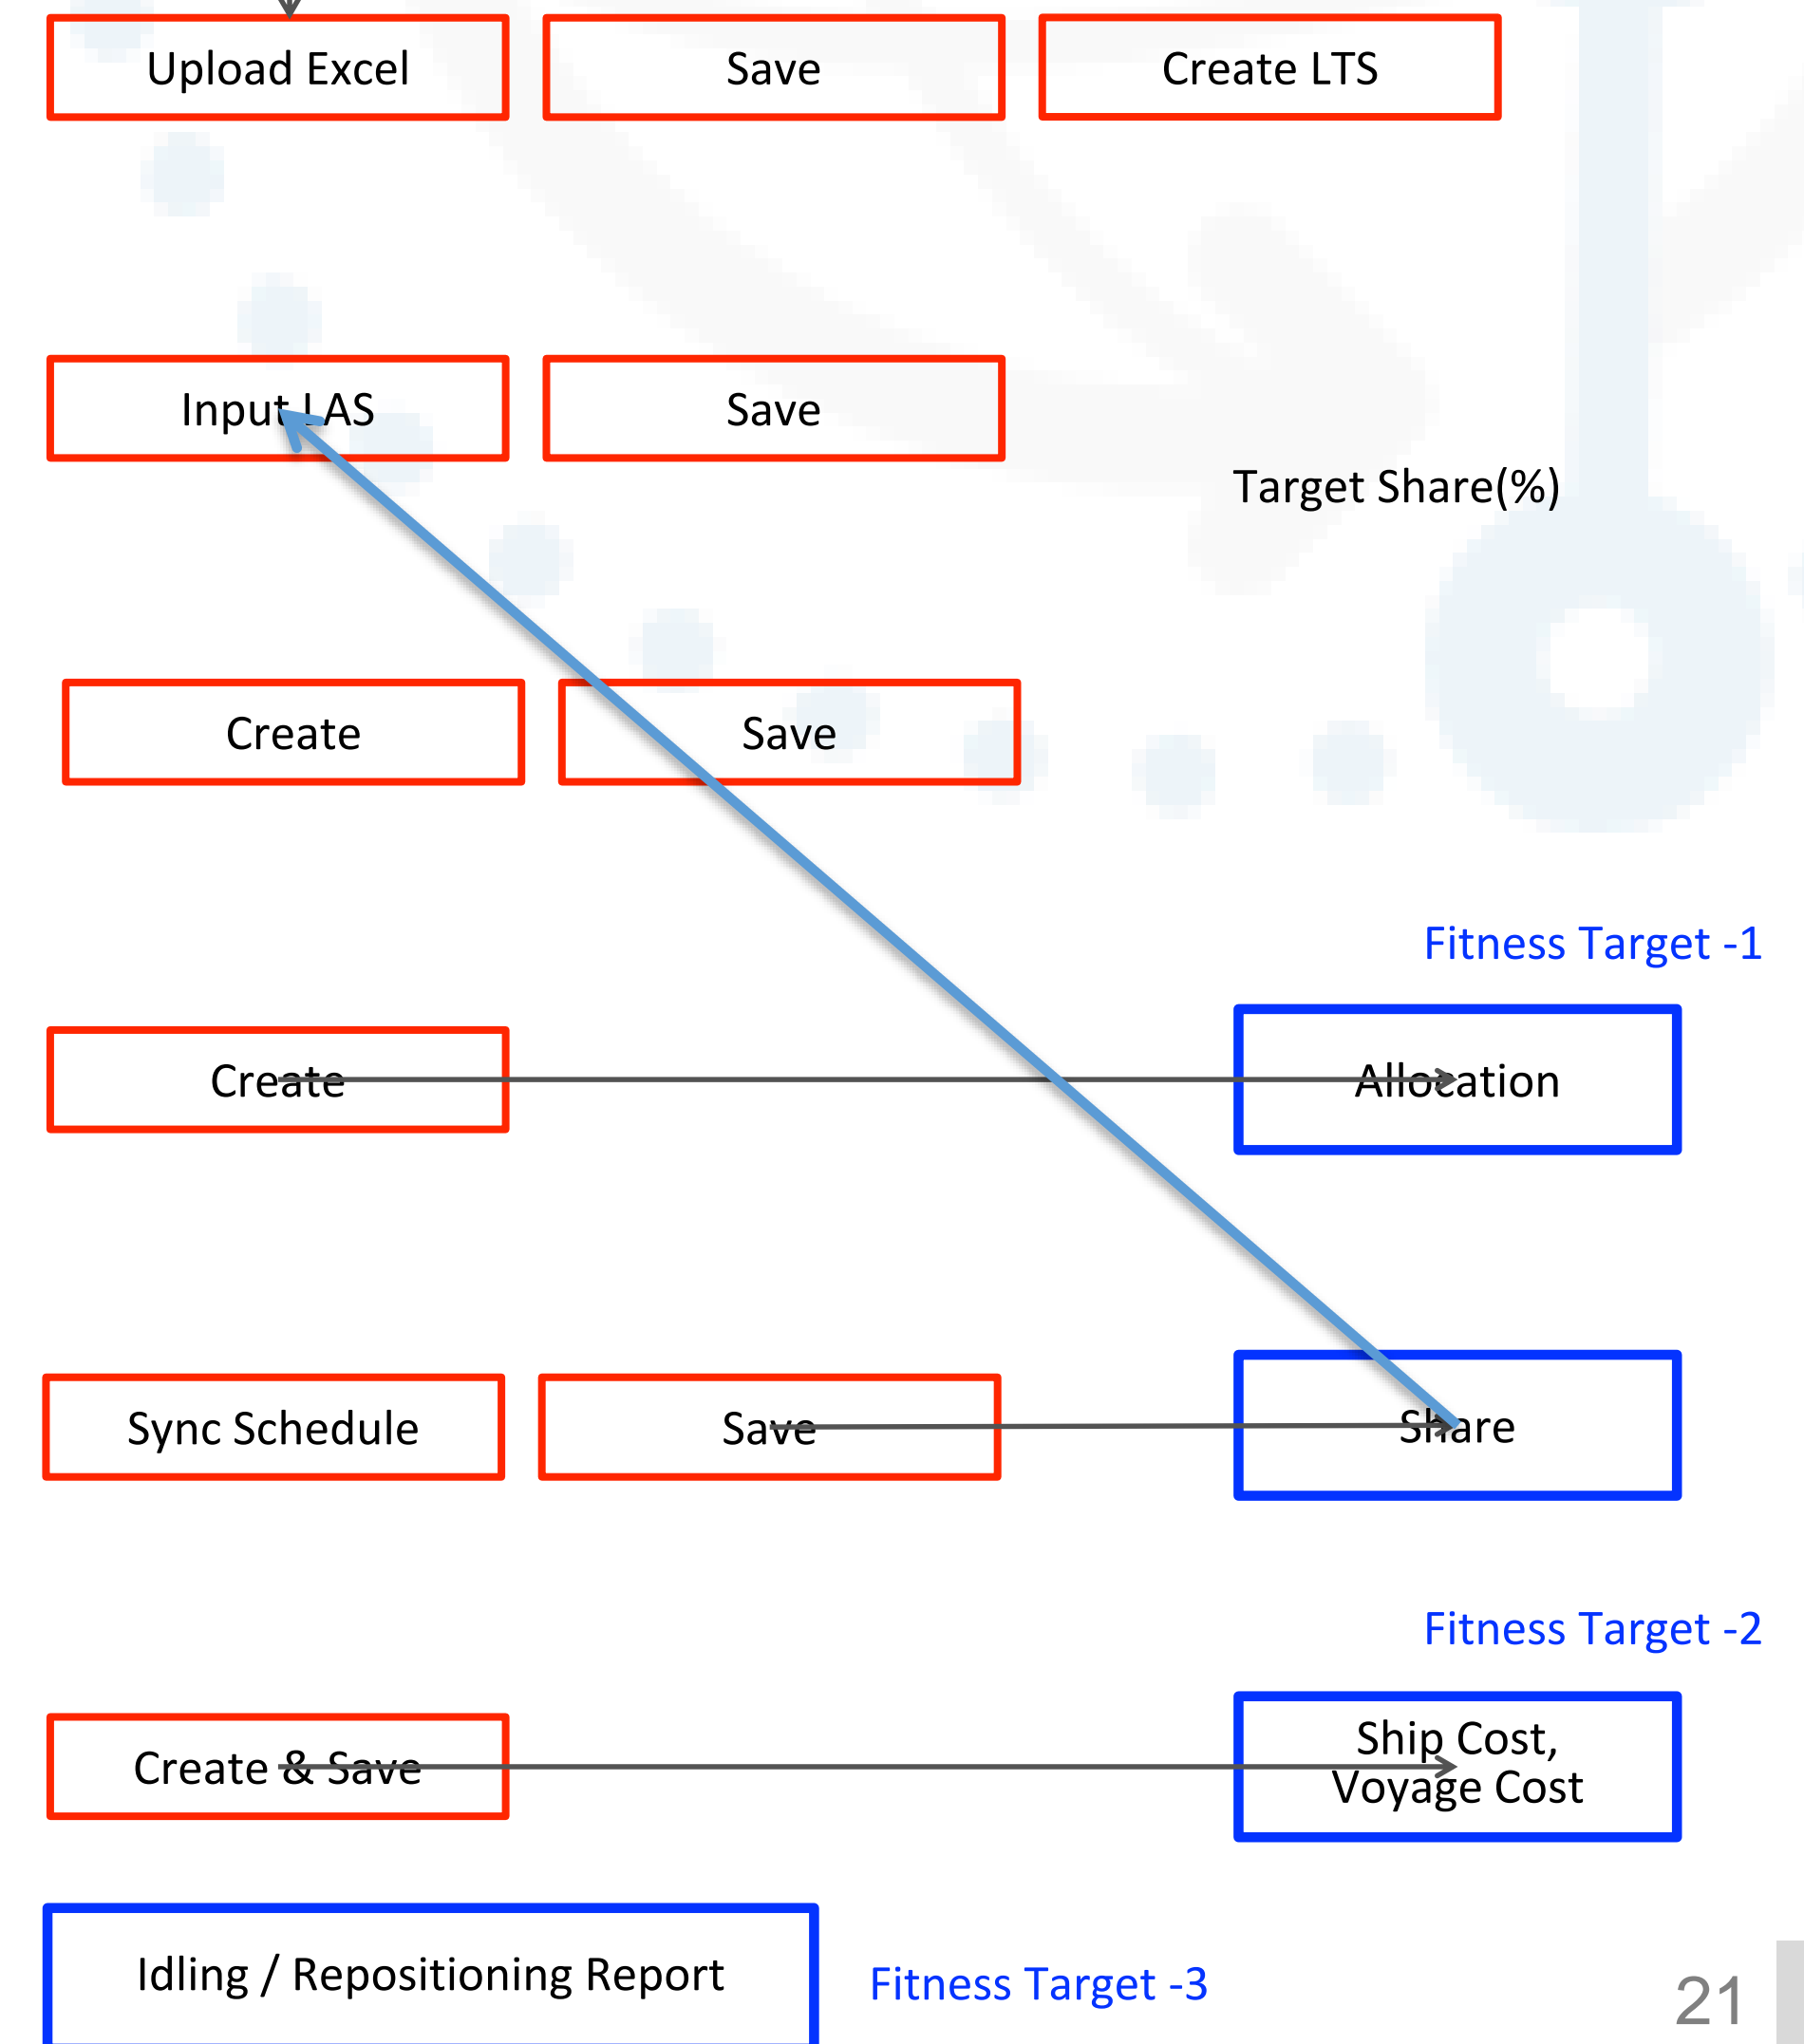 Upload Excel
Save
Create LTS
Input LAS
Save
Target Share(%)
Create
Save
Fitness Target -1
Create
Allocation
Sync Schedule
Save
Share
Fitness Target -2
Create & Save
Ship Cost,
Voyage Cost
Idling / Repositioning Report
Fitness Target -3
21